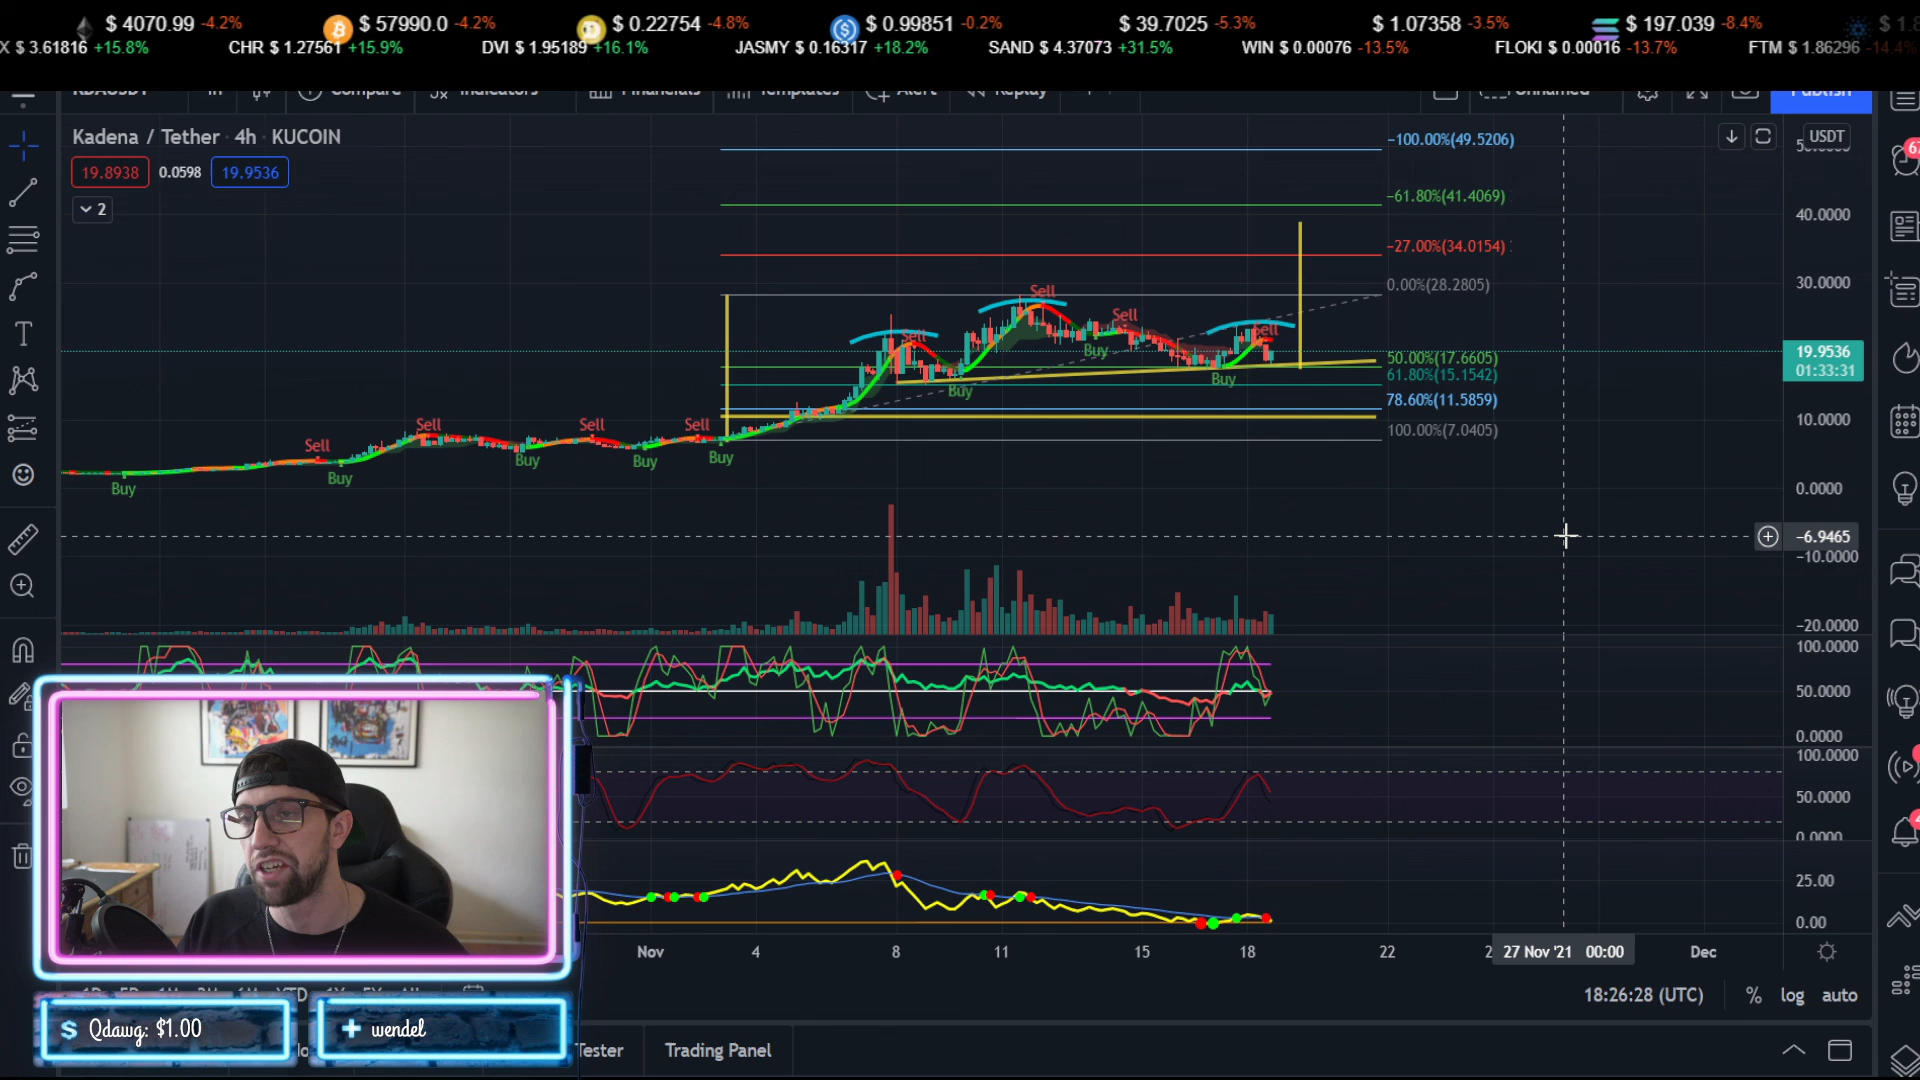 $ 4070.99 -4.2% $ 57990.0 -4.2% $ 0.22754 -4.8% $ 0.99851 -0.2% $ 39.7025 -5.3% $ 1.07358 -3.5% $ 197.039 -8.4%
X $ 3.61816 +15.8% CHR $ 1.27561 +15.9% DVI $ 1.95189 +16.1% JASMY $ 0.16317 +18.2% SAND $ 4.37073 +31.5% WIN $ 0.00076 -13.5% FLOKI $ 0.00016 -13.7% FTM $ 1.86296 -14.4%
KDAUSDT Compare Indicators Financials Templates Alert Replay Unnamed Publish
Kadena / Tether · 4h · KUCOIN
19.8938 0.0598 19.9536
2
USDT
−100.00%(49.5206)
−61.80%(41.4069)
−27.00%(34.0154)
0.00%(28.2805)
50.00%(17.6605)
61.80%(15.1542)
78.60%(11.5859)
100.00%(7.0405)
Buy
Sell
Buy
Sell
Buy
Sell
Buy
Sell
Buy
Sell
Buy
Sell
Buy
Sell
Buy
Sell
40.0000
30.0000
19.9536
01:33:31
10.0000
0.0000
−6.9465
−10.0000
−20.0000
100.0000
50.0000
0.0000
100.0000
50.0000
0.0000
25.00
0.00
Nov 4 8 11 15 18 22 27 Nov '21 00:00 Dec
18:26:28 (UTC) % log auto
$ Qdawg: $1.00
+ wendel
Tester Trading Panel